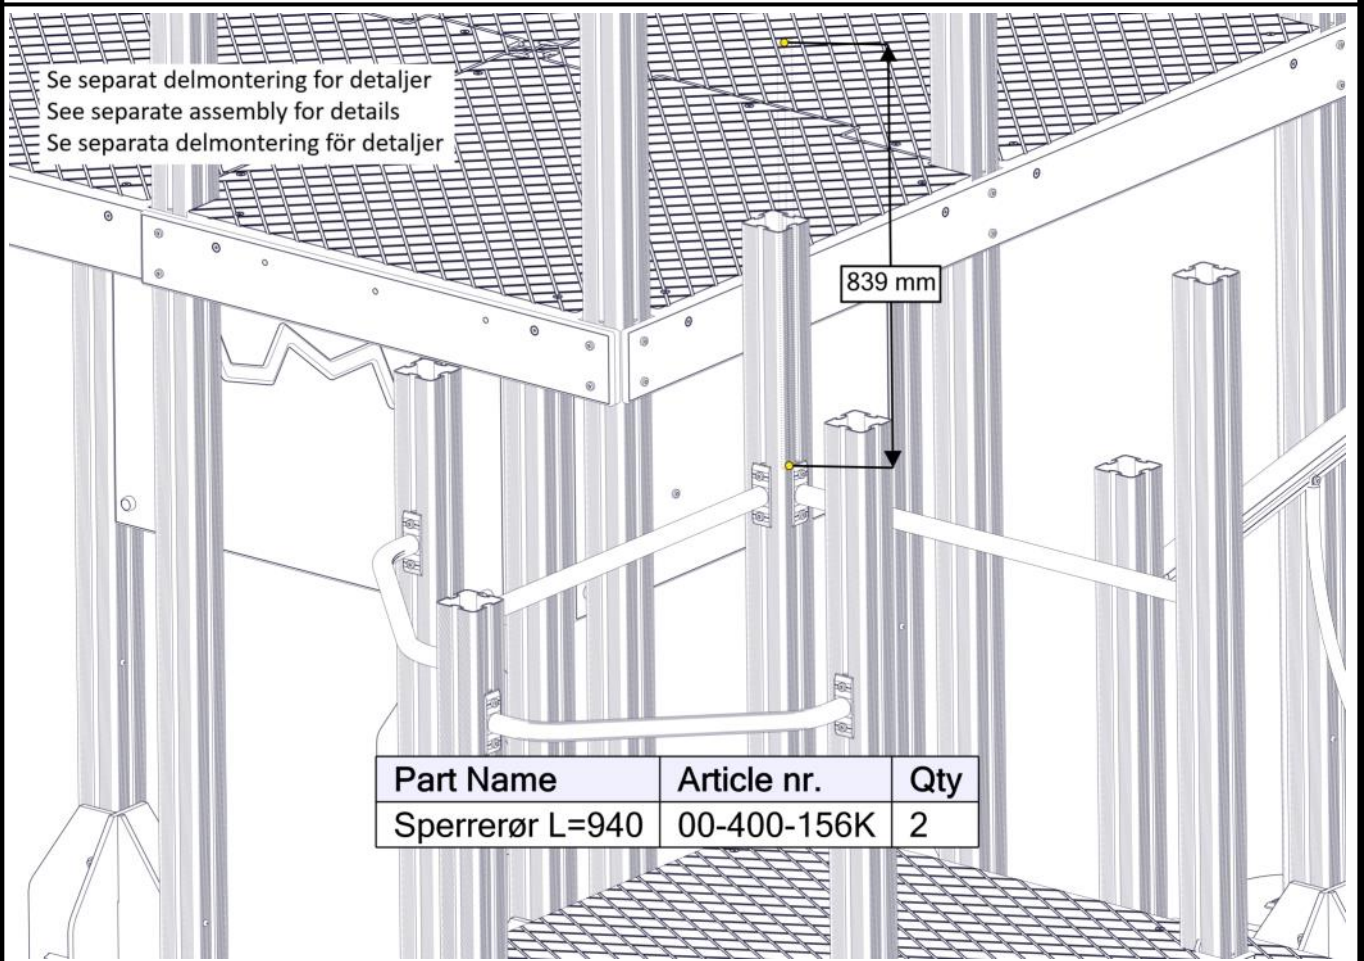 Se separat delmontering for detaljer
See separate assembly for details
Se separata delmontering för detaljer
839 mm
Part Name Article nr. Qty
Sperrerør L=940 00-400-156K 2